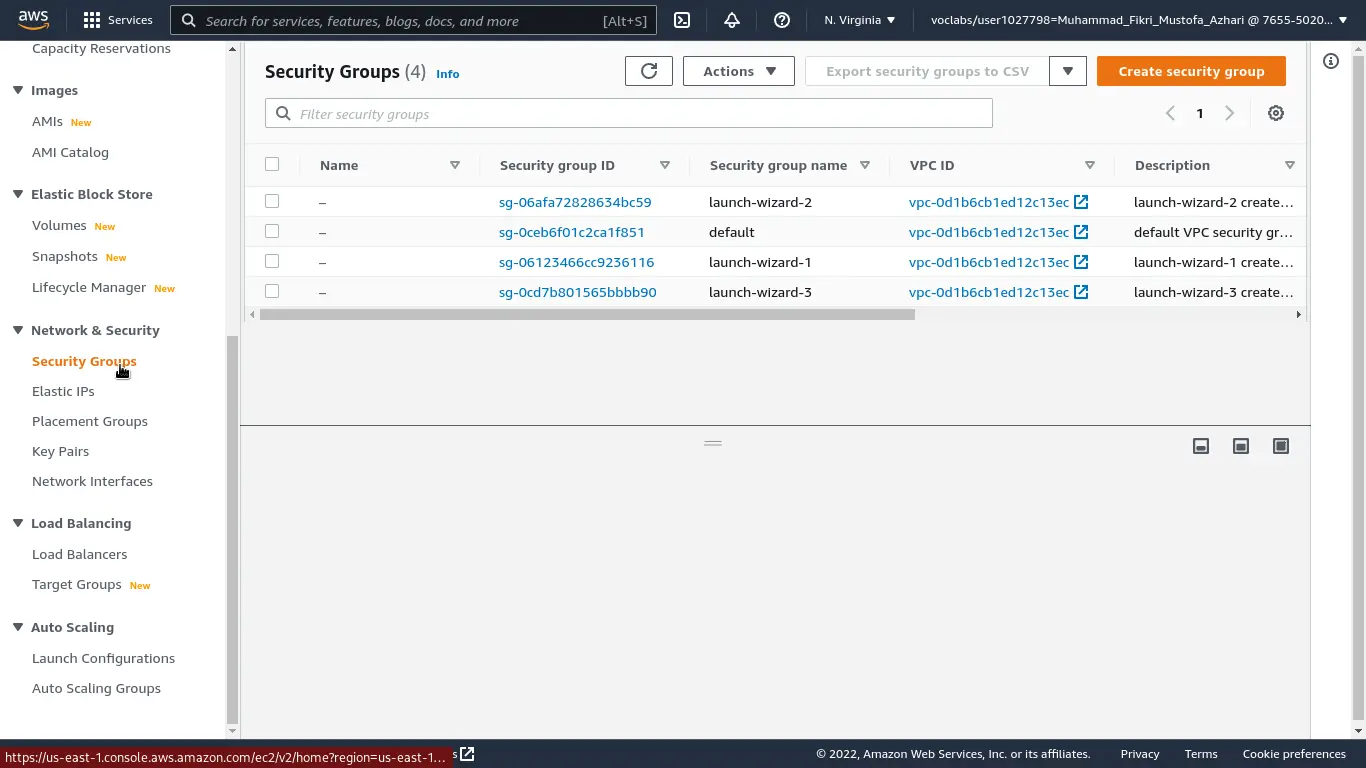 aws Services Search for services, features, blogs, docs, and more [Alt+S] N. Virginia voclabs/user1027798=Muhammad_Fikri_Mustofa_Azhari @ 7655-5020...
Capacity Reservations
Images
AMIs New
AMI Catalog
Elastic Block Store
Volumes New
Snapshots New
Lifecycle Manager New
Network & Security
Security Groups
Elastic IPs
Placement Groups
Key Pairs
Network Interfaces
Load Balancing
Load Balancers
Target Groups New
Auto Scaling
Launch Configurations
Auto Scaling Groups
Security Groups (4) Info Actions Export security groups to CSV Create security group
Filter security groups 1
Name Security group ID Security group name VPC ID Description
– sg-06afa72828634bc59 launch-wizard-2 vpc-0d1b6cb1ed12c13ec launch-wizard-2 create...
– sg-0ceb6f01c2ca1f851 default vpc-0d1b6cb1ed12c13ec default VPC security gr...
– sg-06123466cc9236116 launch-wizard-1 vpc-0d1b6cb1ed12c13ec launch-wizard-1 create...
– sg-0cd7b801565bbbb90 launch-wizard-3 vpc-0d1b6cb1ed12c13ec launch-wizard-3 create...
https://us-east-1.console.aws.amazon.com/ec2/v2/home?region=us-east-1... © 2022, Amazon Web Services, Inc. or its affiliates. Privacy Terms Cookie preferences